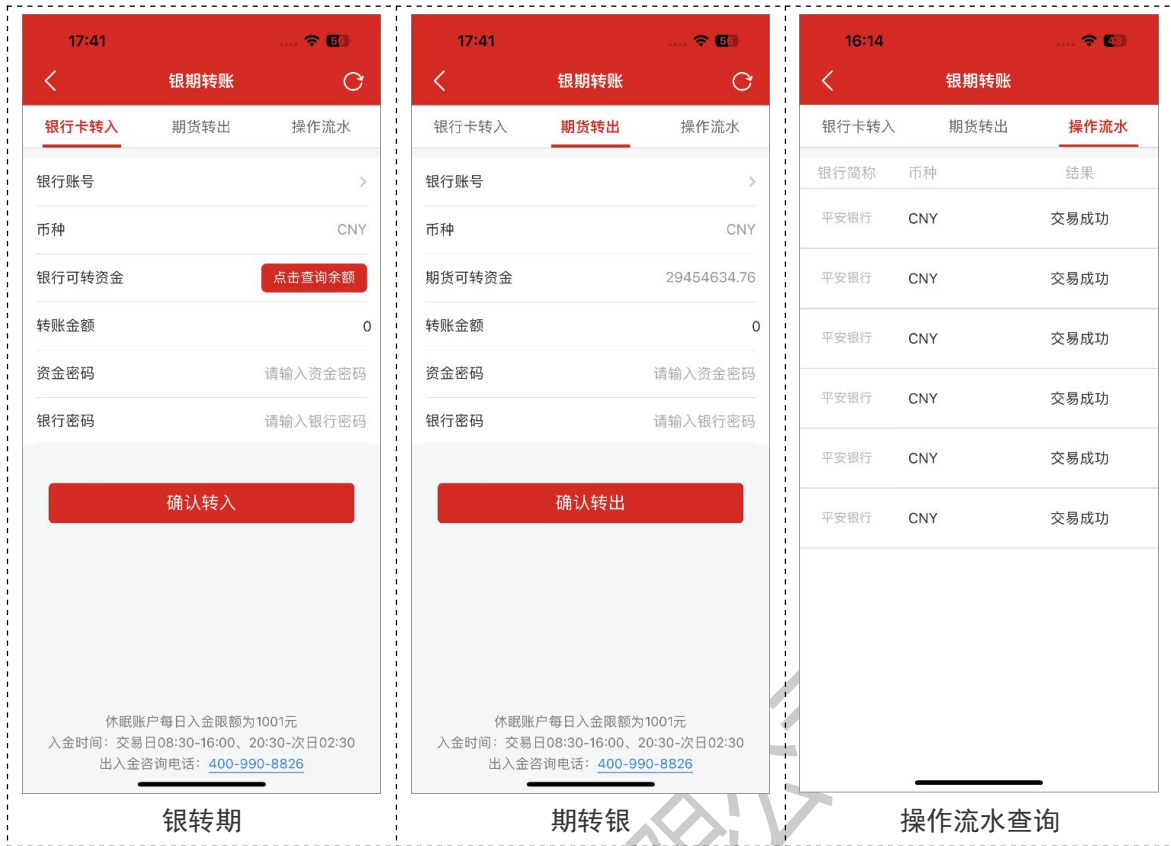 17:41
56
银期转账
银行卡转入 期货转出 操作流水
银行账号
币种 CNY
银行可转资金 点击查询余额
转账金额 0
资金密码 请输入资金密码
银行密码 请输入银行密码
确认转入
休眠账户每日入金限额为1001元
入金时间：交易日08:30-16:00、20:30-次日02:30
出入金咨询电话：400-990-8826
银转期
17:41
银期转账
银行卡转入 期货转出 操作流水
银行账号
币种 CNY
期货可转资金 29454634.76
转账金额 0
资金密码 请输入资金密码
银行密码 请输入银行密码
确认转出
休眠账户每日入金限额为1001元
入金时间：交易日08:30-16:00、20:30-次日02:30
出入金咨询电话：400-990-8826
期转银
16:14
43
银期转账
银行卡转入 期货转出 操作流水
银行简称 币种 结果
平安银行 CNY 交易成功
平安银行 CNY 交易成功
平安银行 CNY 交易成功
平安银行 CNY 交易成功
平安银行 CNY 交易成功
平安银行 CNY 交易成功
操作流水查询